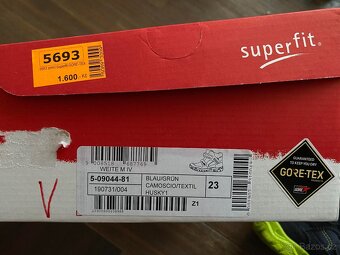 5693
superfit®
1.600,- Kč
WEITE M IV
5-09044-81
190731/004
BLAU/GRÜN
CAMOSCIO/TEXTIL
HUSKY1
23
Z1
GORE-TEX
V